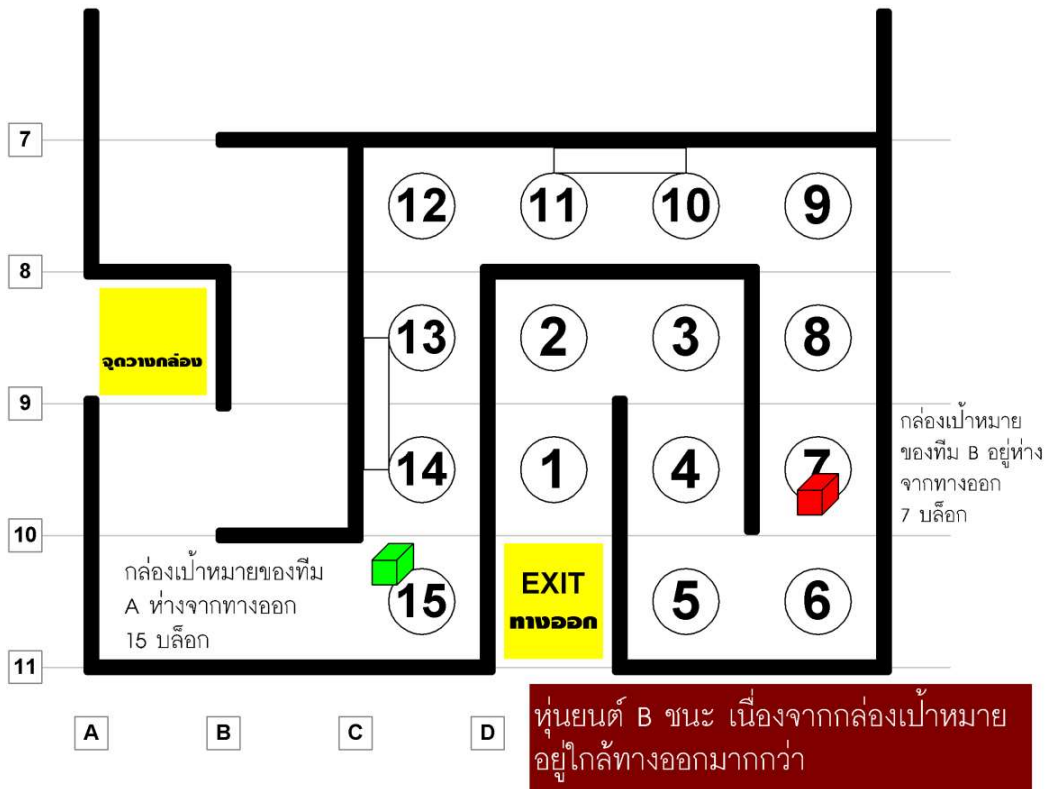 7
12
11
10
9
8
13
2
3
8
จุดวางกล่อง
9
14
1
4
7
กล่องเป้าหมาย
ของทีม B อยู่ห่าง
จากทางออก
7 บล็อก
10
กล่องเป้าหมายของทีม
A ห่างจากทางออก
15 บล็อก
15
EXIT
ทางออก
5
6
11
A
B
C
D
หุ่นยนต์ B ชนะ เนื่องจากกล่องเป้าหมาย
อยู่ใกล้ทางออกมากกว่า